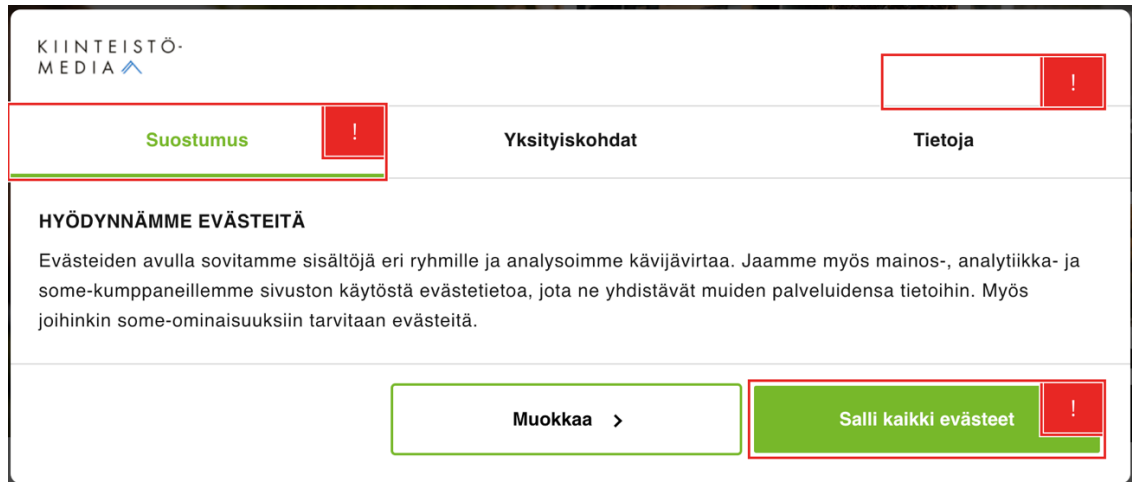 KIINTEISTÖ-
MEDIA
!
Suostumus
!
Yksityiskohdat
Tietoja
HYÖDYNNÄMME EVÄSTEITÄ
Evästeiden avulla sovitamme sisältöjä eri ryhmille ja analysoimme kävijävirtaa. Jaamme myös mainos-, analytiikka- ja
some-kumppaneillemme sivuston käytöstä evästetietoa, jota ne yhdistävät muiden palveluidensa tietoihin. Myös
joihinkin some-ominaisuuksiin tarvitaan evästeitä.
Muokkaa
Salli kaikki evästeet
!